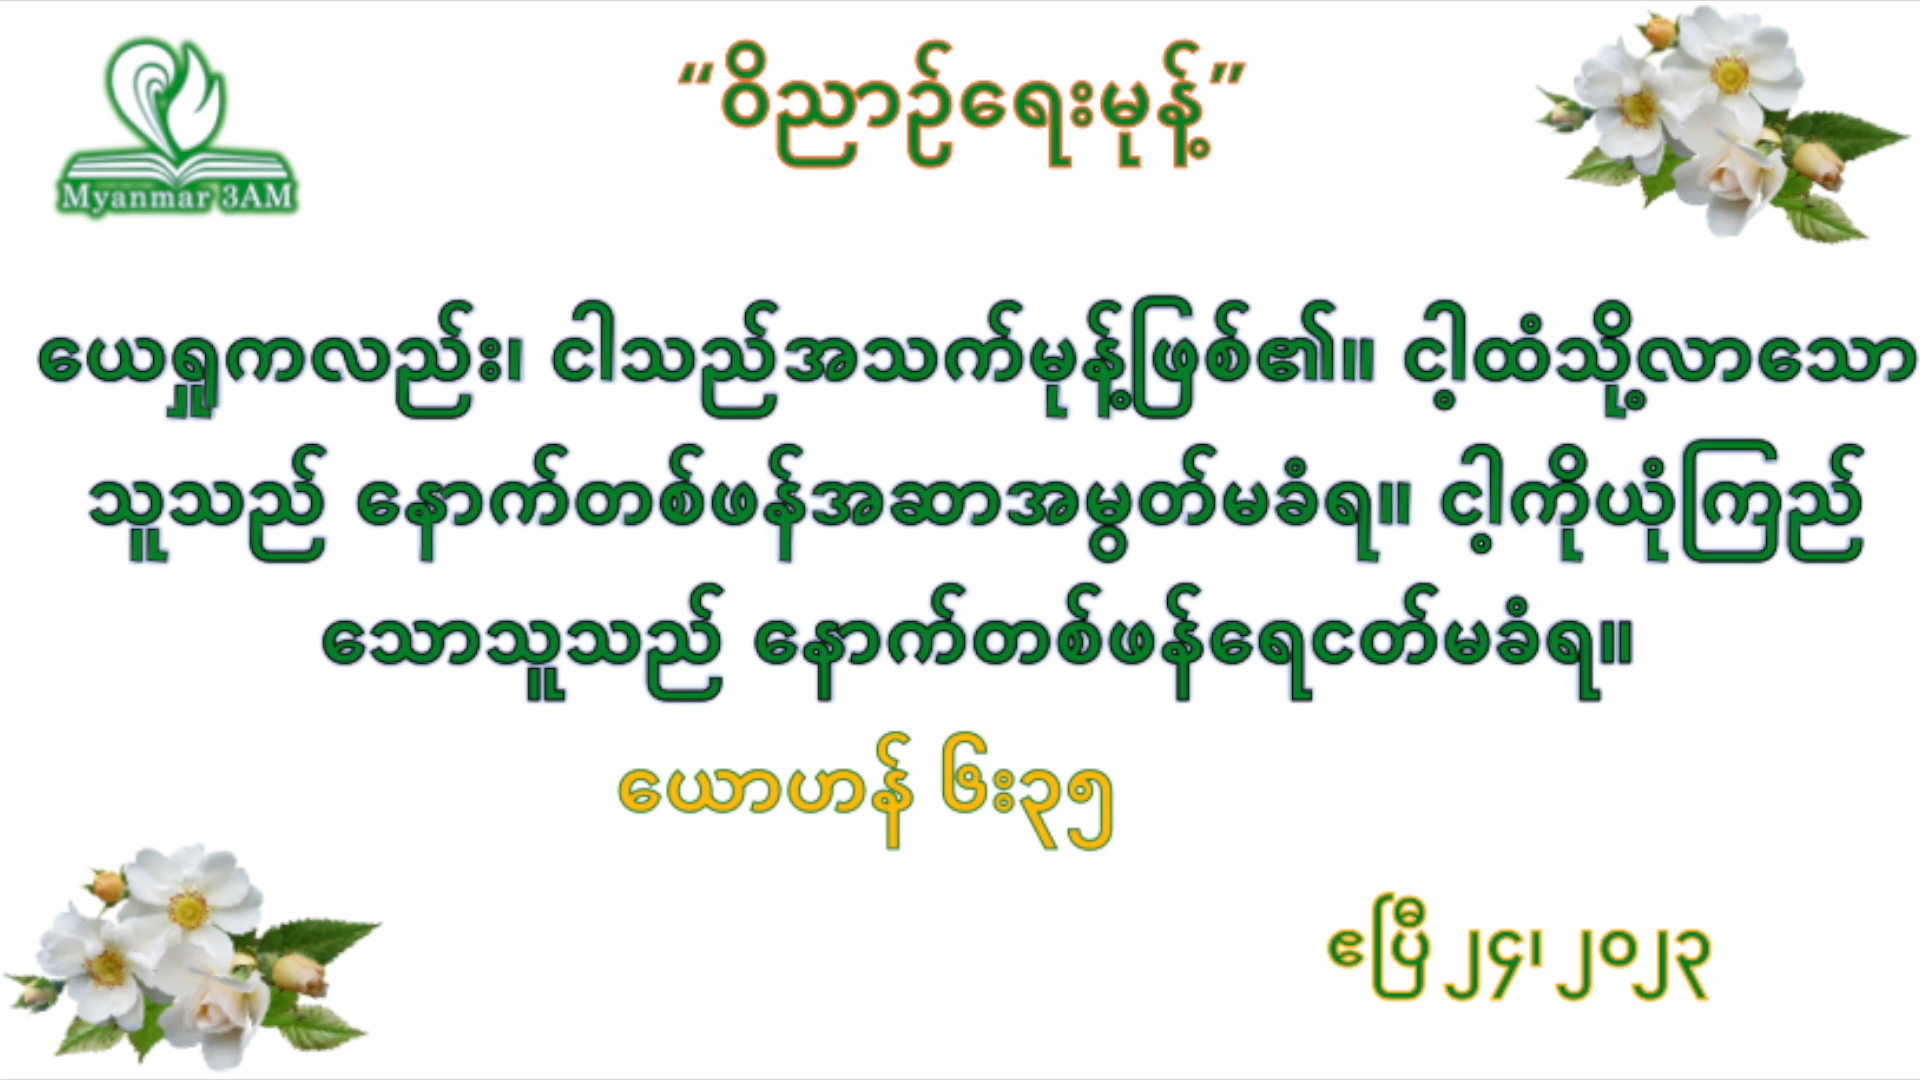 “ဝိညာဉ်ရေးမုန့်”
Myanmar 3AM
ယေရှုကလည်း၊ ငါသည်အသက်မုန့်ဖြစ်၏။ ငါ့ထံသို့လာသော
သူသည် နောက်တစ်ဖန်အဆာအမွတ်မခံရ။ ငါ့ကိုယုံကြည်
သောသူသည် နောက်တစ်ဖန်ရေငတ်မခံရ။
ယောဟန် ၆း၃၅
ဧပြီ ၂၄၊ ၂၀၂၃